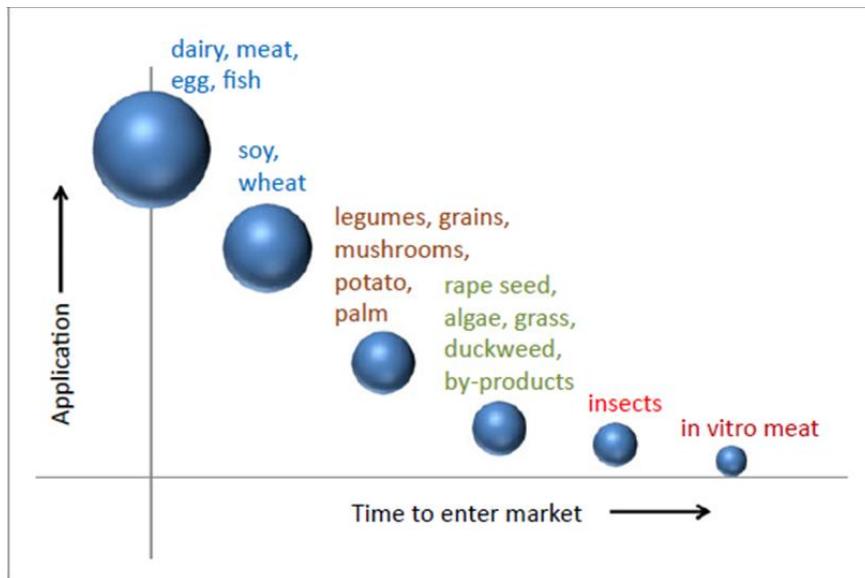 dairy, meat,
egg, fish
soy,
wheat
legumes, grains,
mushrooms,
potato,
palm
rape seed,
algae, grass,
duckweed,
by-products
insects
in vitro meat
Application
Time to enter market